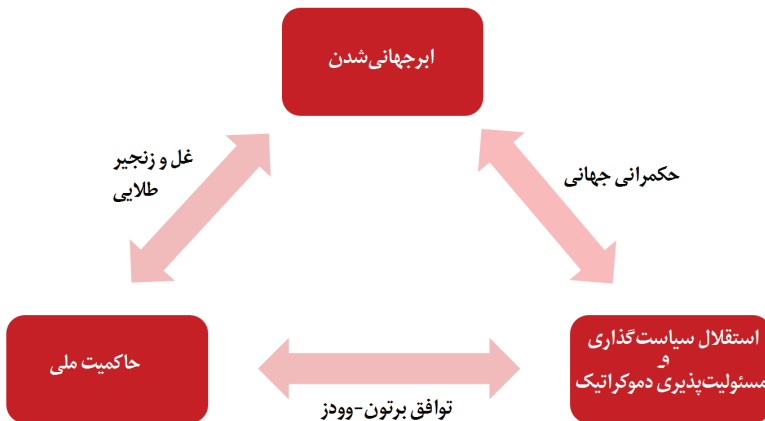 ابرجهانی‌شدن
حکمرانی جهانی
غل و زنجیر
طلایی
استقلال سیاست‌گذاری
و
مسئولیت‌پذیری دموکراتیک
حاکمیت ملی
توافق برتون-وودز